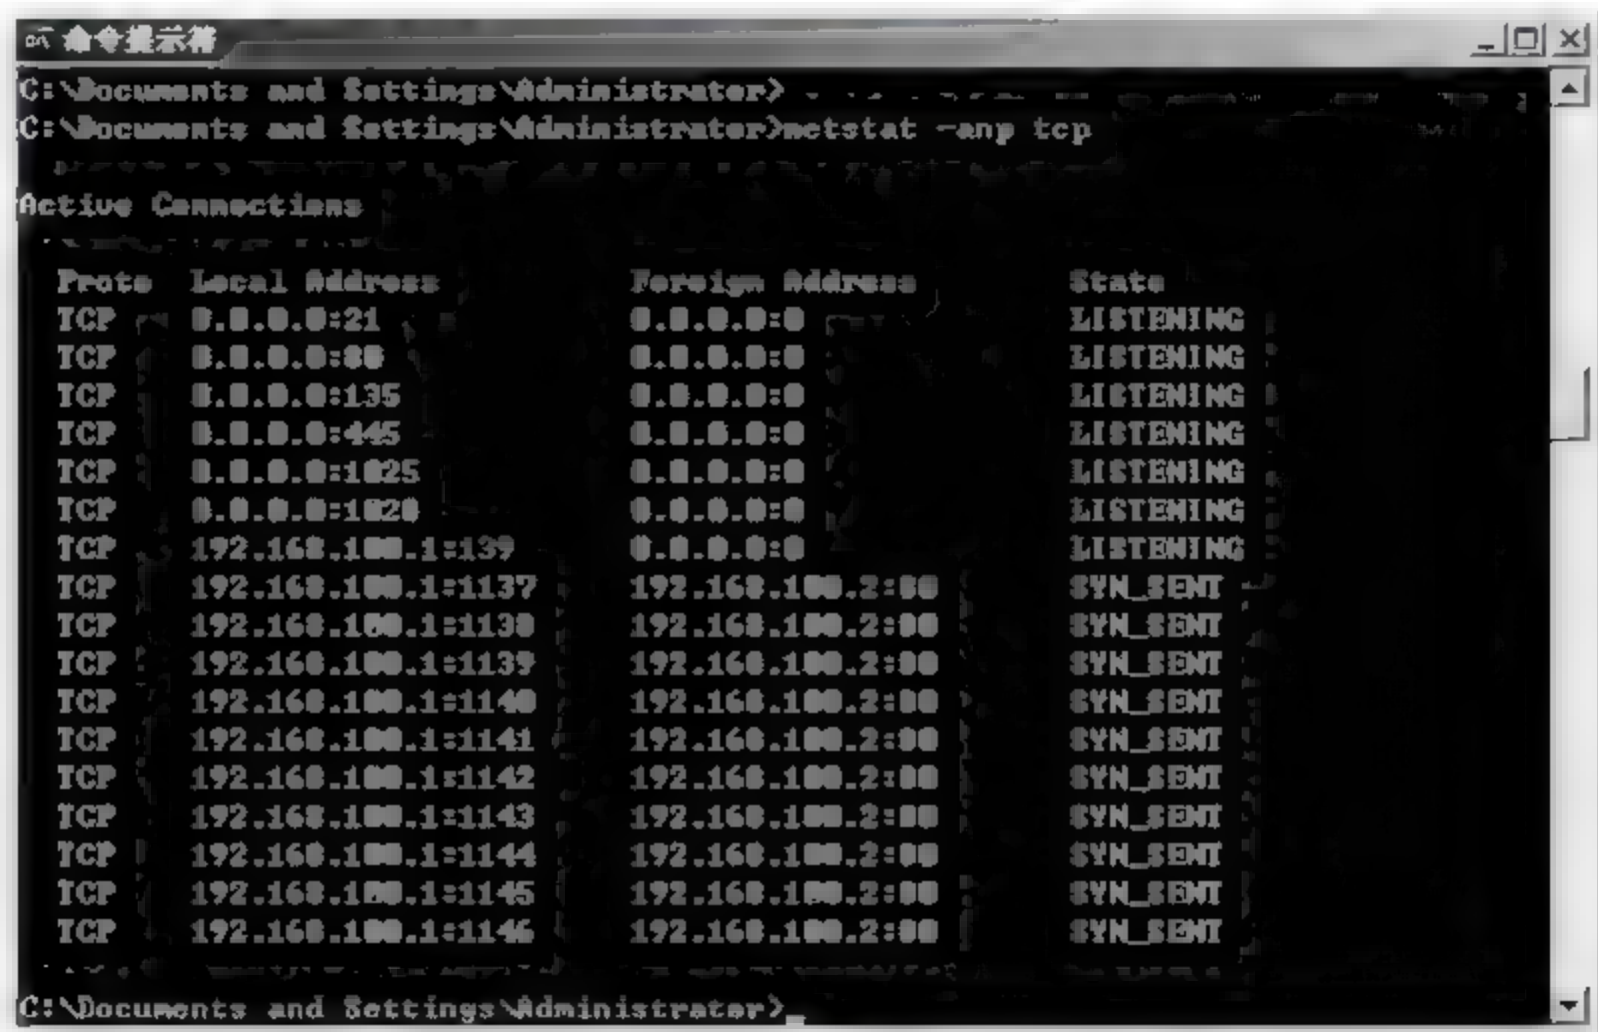 命令提示符
C:\Documents and Settings\Administrator>
C:\Documents and Settings\Administrator>netstat -anp tcp
Active Connections
Proto Local Address Foreign Address State
TCP 0.0.0.0:21 0.0.0.0:0 LISTENING
TCP 0.0.0.0:80 0.0.0.0:0 LISTENING
TCP 0.0.0.0:135 0.0.0.0:0 LISTENING
TCP 0.0.0.0:445 0.0.0.0:0 LISTENING
TCP 0.0.0.0:1025 0.0.0.0:0 LISTENING
TCP 0.0.0.0:0 LISTENING
TCP 192.168.100.1:139 0.0.0.0:0 LISTENING
TCP 192.168.100.1:1137 192.168.100.2:80 SYN_SENT
TCP 192.168.100.1:1138 192.168.100.2:80 SYN_SENT
TCP 192.168.100.1:1139 192.168.100.2:80 SYN_SENT
TCP 192.168.100.1:1140 192.168.100.2:80 SYN_SENT
TCP 192.168.100.1:1141 192.168.100.2:80 SYN_SENT
TCP 192.168.100.1:1142 192.168.100.2:80 SYN_SENT
TCP 192.168.100.1:1143 192.168.100.2:80 SYN_SENT
TCP 192.168.100.1:1144 192.168.100.2:80 SYN_SENT
TCP 192.168.100.1:1145 192.168.100.2:80 SYN_SENT
TCP 192.168.100.1:1146 192.168.100.2:80 SYN_SENT
C:\Documents and Settings\Administrator>_